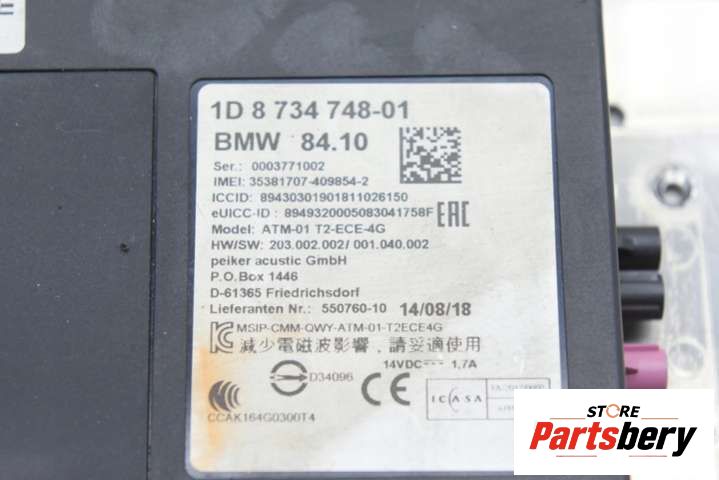 1D 8 734 748-01
BMW 84.10
Ser.: 0003771002
IMEI: 35381707-409854-2
ICCID: 89430301901811026150
eUICC-ID : 8949320005083041758F
EAC
Model: ATM-01 T2-ECE-4G
HW/SW: 203.002.002/ 001.040.002
peiker acustic GmbH
P.O.Box 1446
D-61365 Friedrichsdorf
Lieferanten Nr.: 550760-10 14/08/18
MSIP-CMM-QWY-ATM-01-T2ECE4G
減少電磁波影響，請妥適使用
14VDC 1,7A
D34096
CE
ICASA
CCAK164G0300T4
STORE
Partsbery